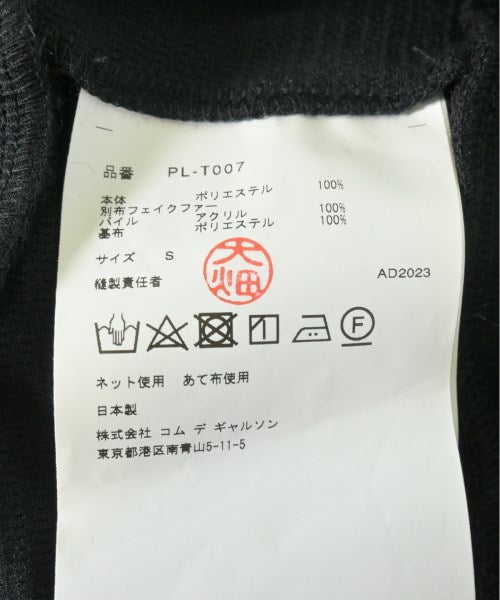 品番 PL-T007
本体 ポリエステル 100%
別布フェイクファー
パイル アクリル 100%
基布 ポリエステル 100%
サイズ S
大畑
縫製責任者
AD2023
ネット使用 あて布使用
日本製
株式会社 コム デ ギャルソン
東京都港区南青山5-11-5